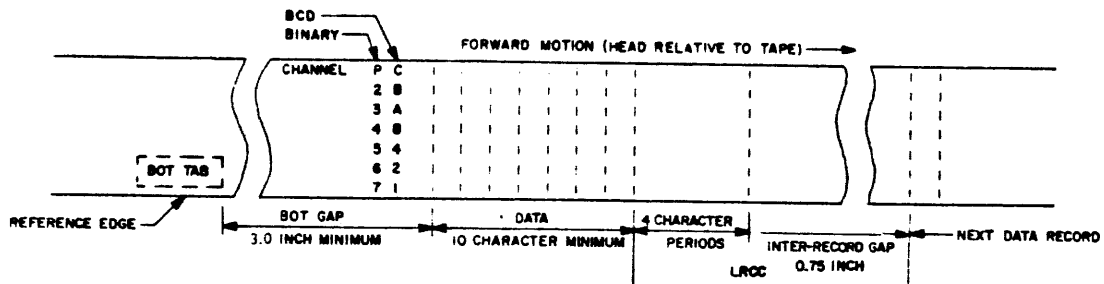 BCD
BINARY
FORWARD MOTION (HEAD RELATIVE TO TAPE)
CHANNEL P C
2 B
3 A
4 8
5 4
6 2
7 1
BOT TAB
REFERENCE EDGE
BOT GAP
3.0 INCH MINIMUM
DATA
10 CHARACTER MINIMUM
4 CHARACTER
PERIODS
LRCC
INTER-RECORD GAP
0.75 INCH
NEXT DATA RECORD